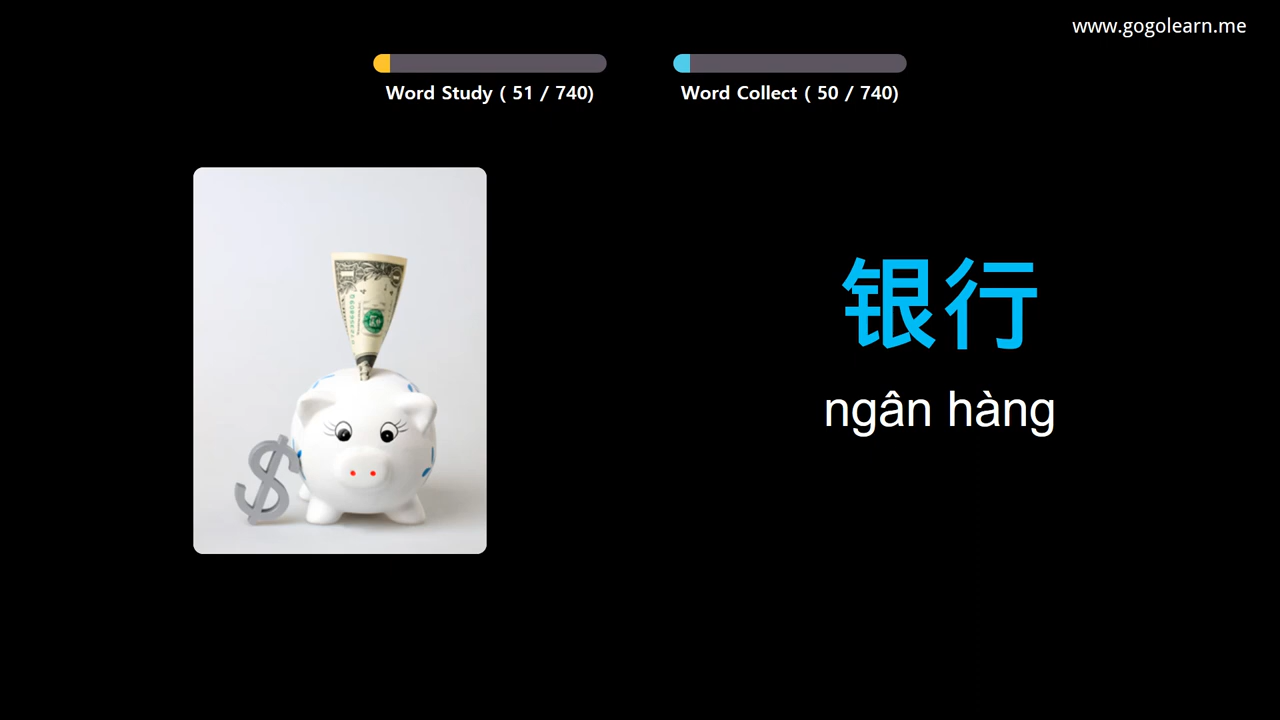 www.gogolearn.me
Word Study ( 51 / 740)
Word Collect ( 50 / 740)
银行
ngân hàng
$